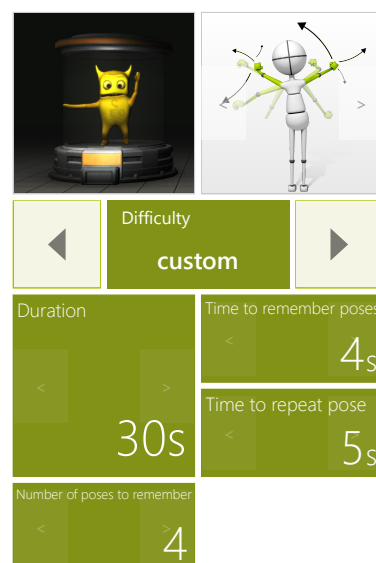 Difficulty
custom
Duration
30s
Time to remember poses
4s
Time to repeat pose
5s
Number of poses to remember
4